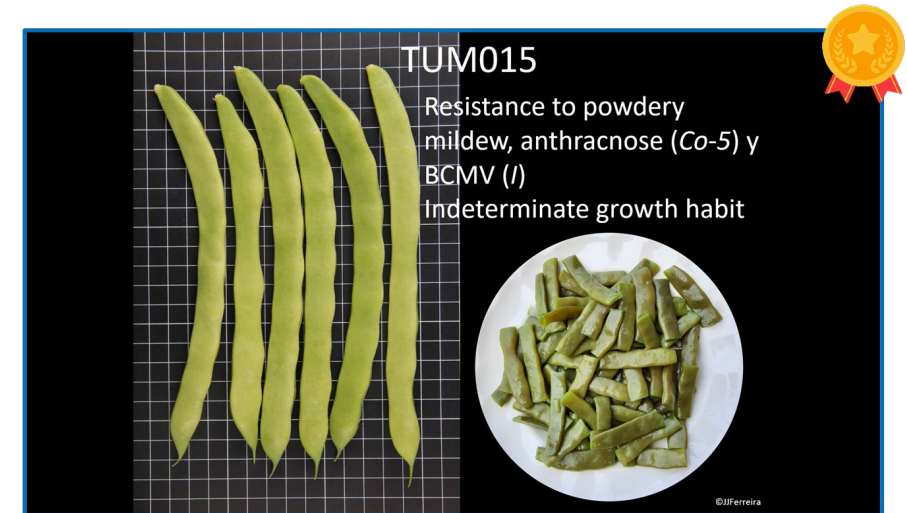 TUM015
Resistance to powdery
mildew, anthracnose (Co-5) y
BCMV (I)
Indeterminate growth habit
©JJFerreira